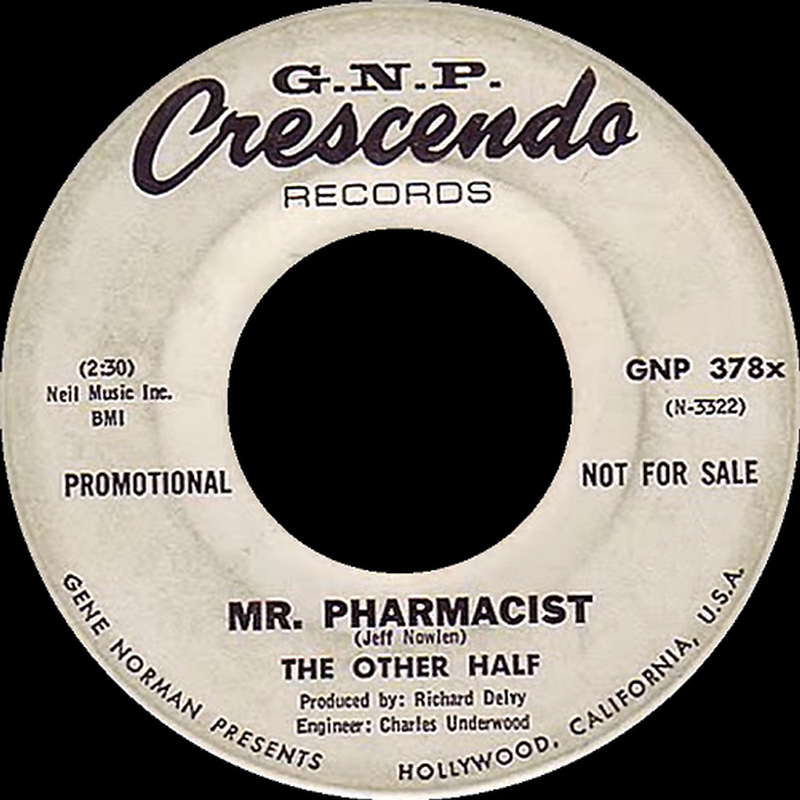 G.N.P.
Crescendo
RECORDS
(2:30)
Neil Music Inc.
BMI
GNP 378x
(N-3322)
PROMOTIONAL
NOT FOR SALE
MR. PHARMACIST
(Jeff Nowlen)
THE OTHER HALF
Produced by: Richard Delvy
Engineer: Charles Underwood
GENE NORMAN PRESENTS
HOLLYWOOD, CALIFORNIA, U.S.A.